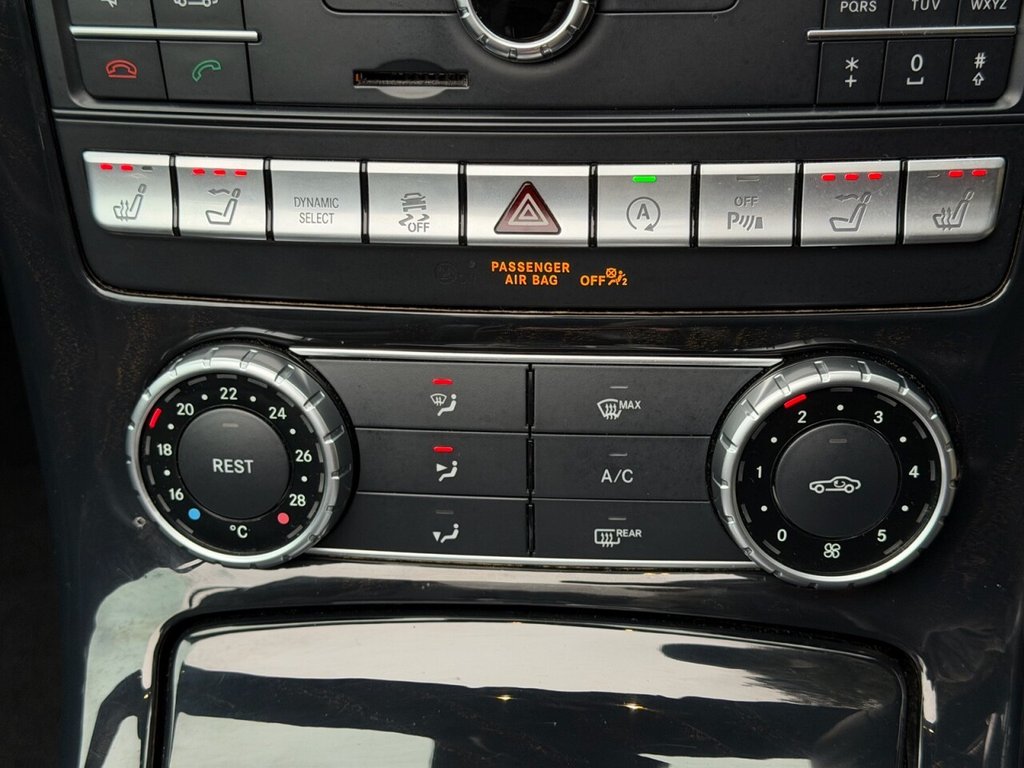 PQRS TUV WXYZ
* 0 #
+
DYNAMIC
SELECT
OFF
A
OFF
P
PASSENGER
AIR BAG OFF 2
16 18 20 22 24 26 28
REST
°C
MAX
A/C
REAR
0 1 2 3 4 5